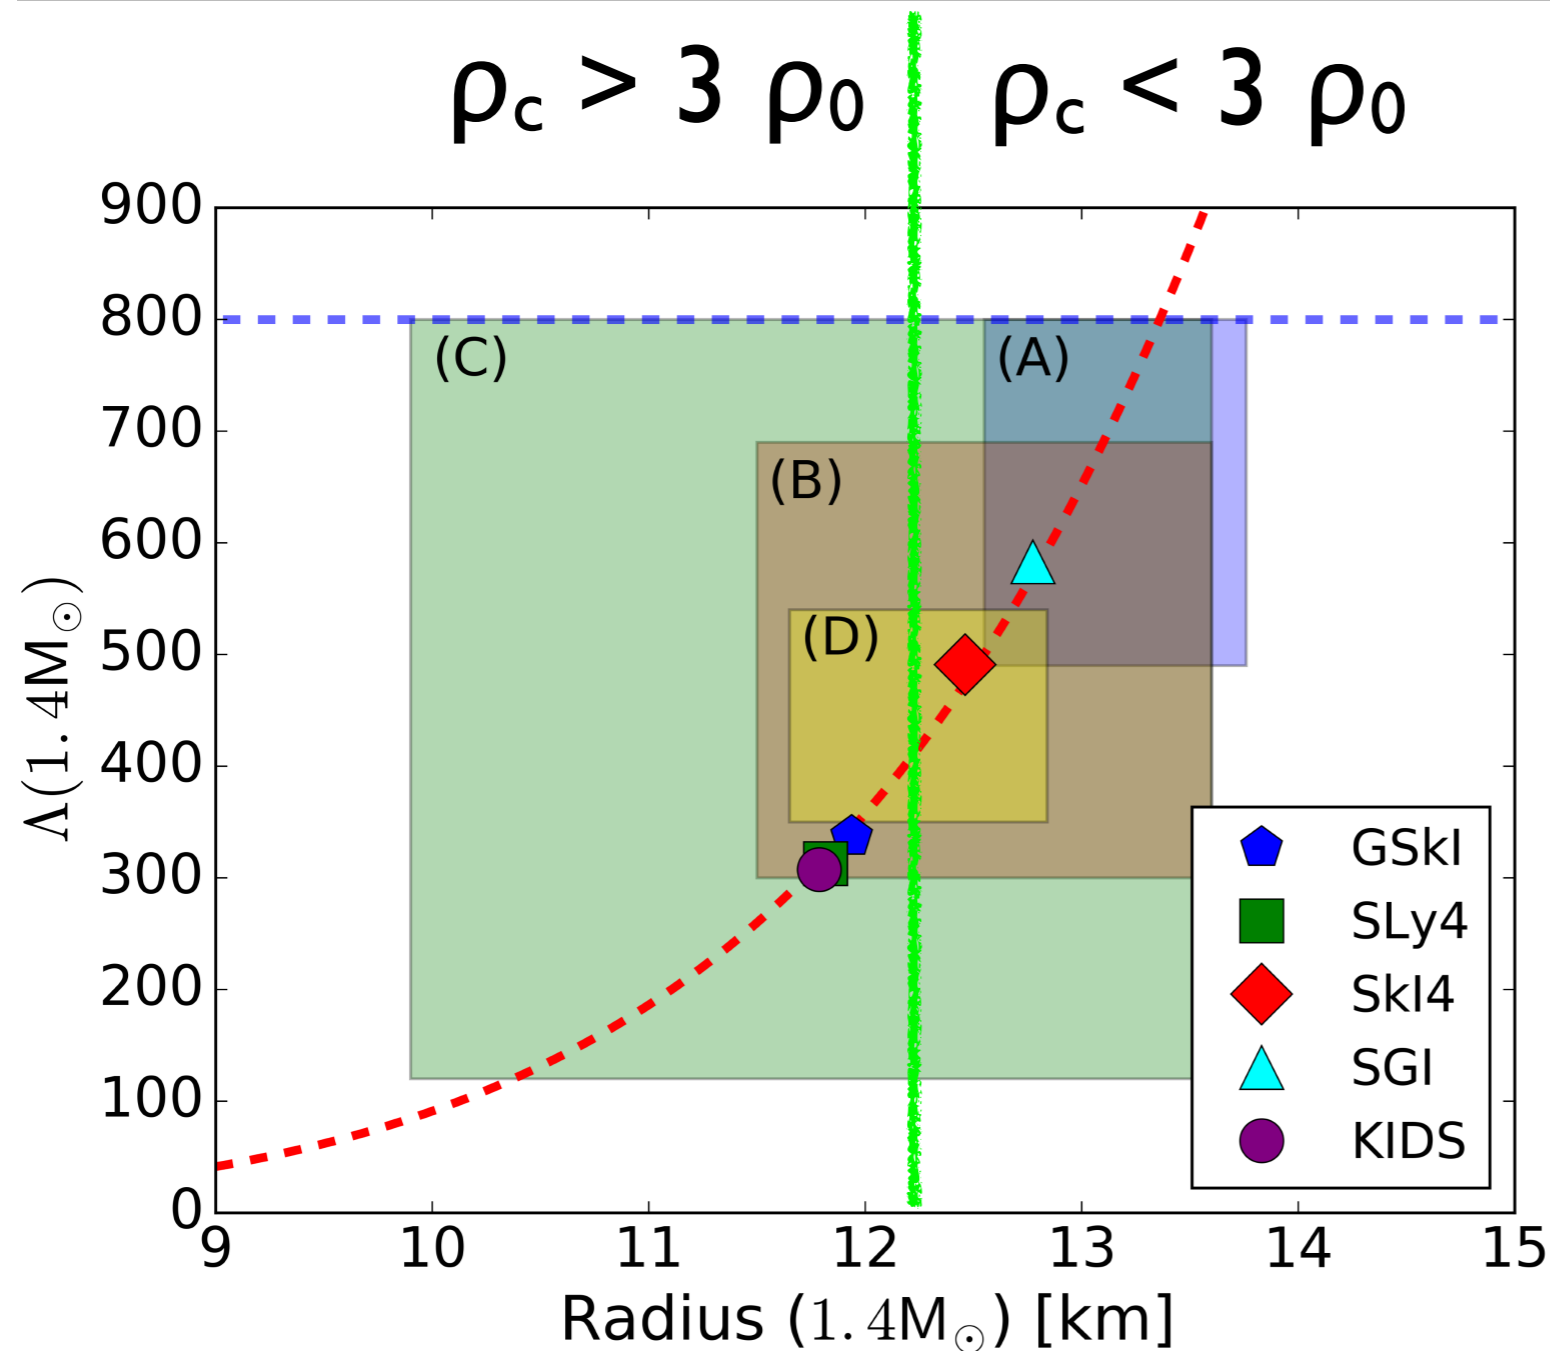 ρc > 3 ρ0
ρc < 3 ρ0
900
800
700
600
500
400
300
200
100
0
Λ(1.4M⊙)
(C)
(A)
(B)
(D)
GSkI
SLy4
SkI4
SGI
KIDS
9 10 11 12 13 14 15
Radius (1.4M⊙) [km]